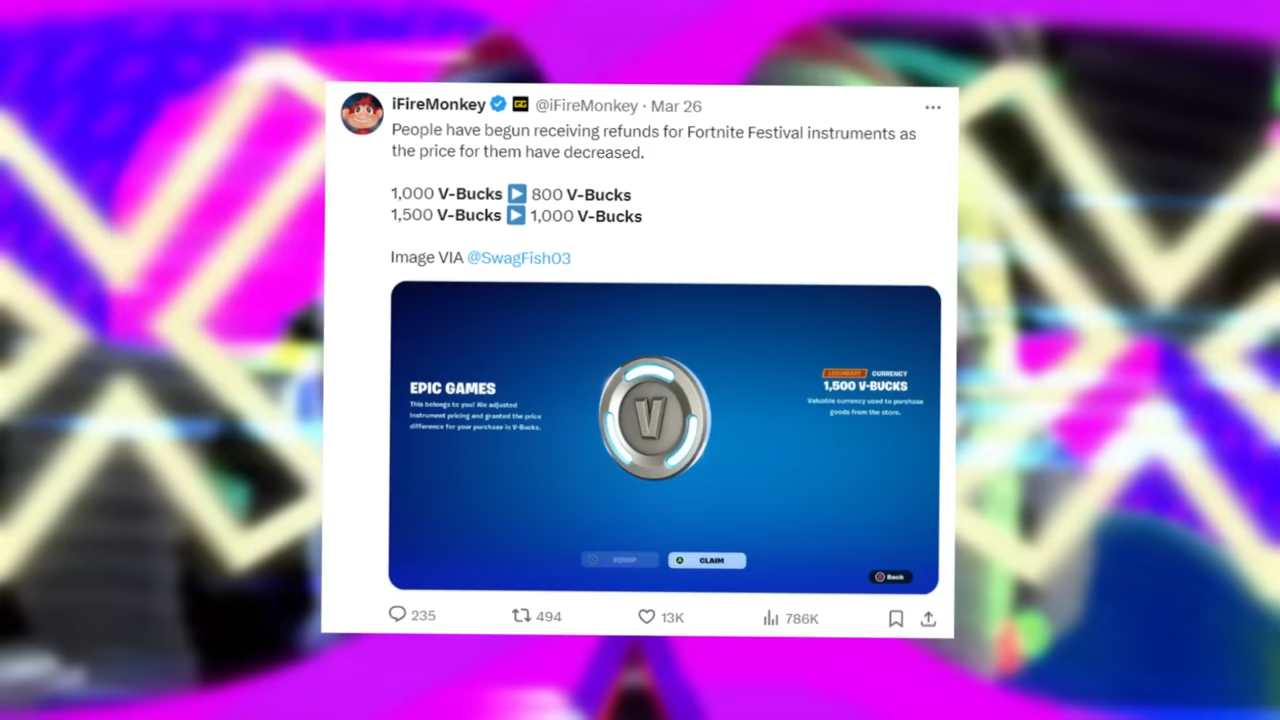 iFireMonkey GG @iFireMonkey · Mar 26
People have begun receiving refunds for Fortnite Festival instruments as
the price for them have decreased.
1,000 V-Bucks ▶ 800 V-Bucks
1,500 V-Bucks ▶ 1,000 V-Bucks
Image VIA @SwagFish03
EPIC GAMES
This belongs to you! We adjusted
instrument pricing and granted the price
difference for your purchase in V-Bucks.
V
LEGENDARY CURRENCY
1,500 V-BUCKS
Valuable currency used to purchase
goods from the store.
EQUIP
A CLAIM
Back
235 494 13K 786K